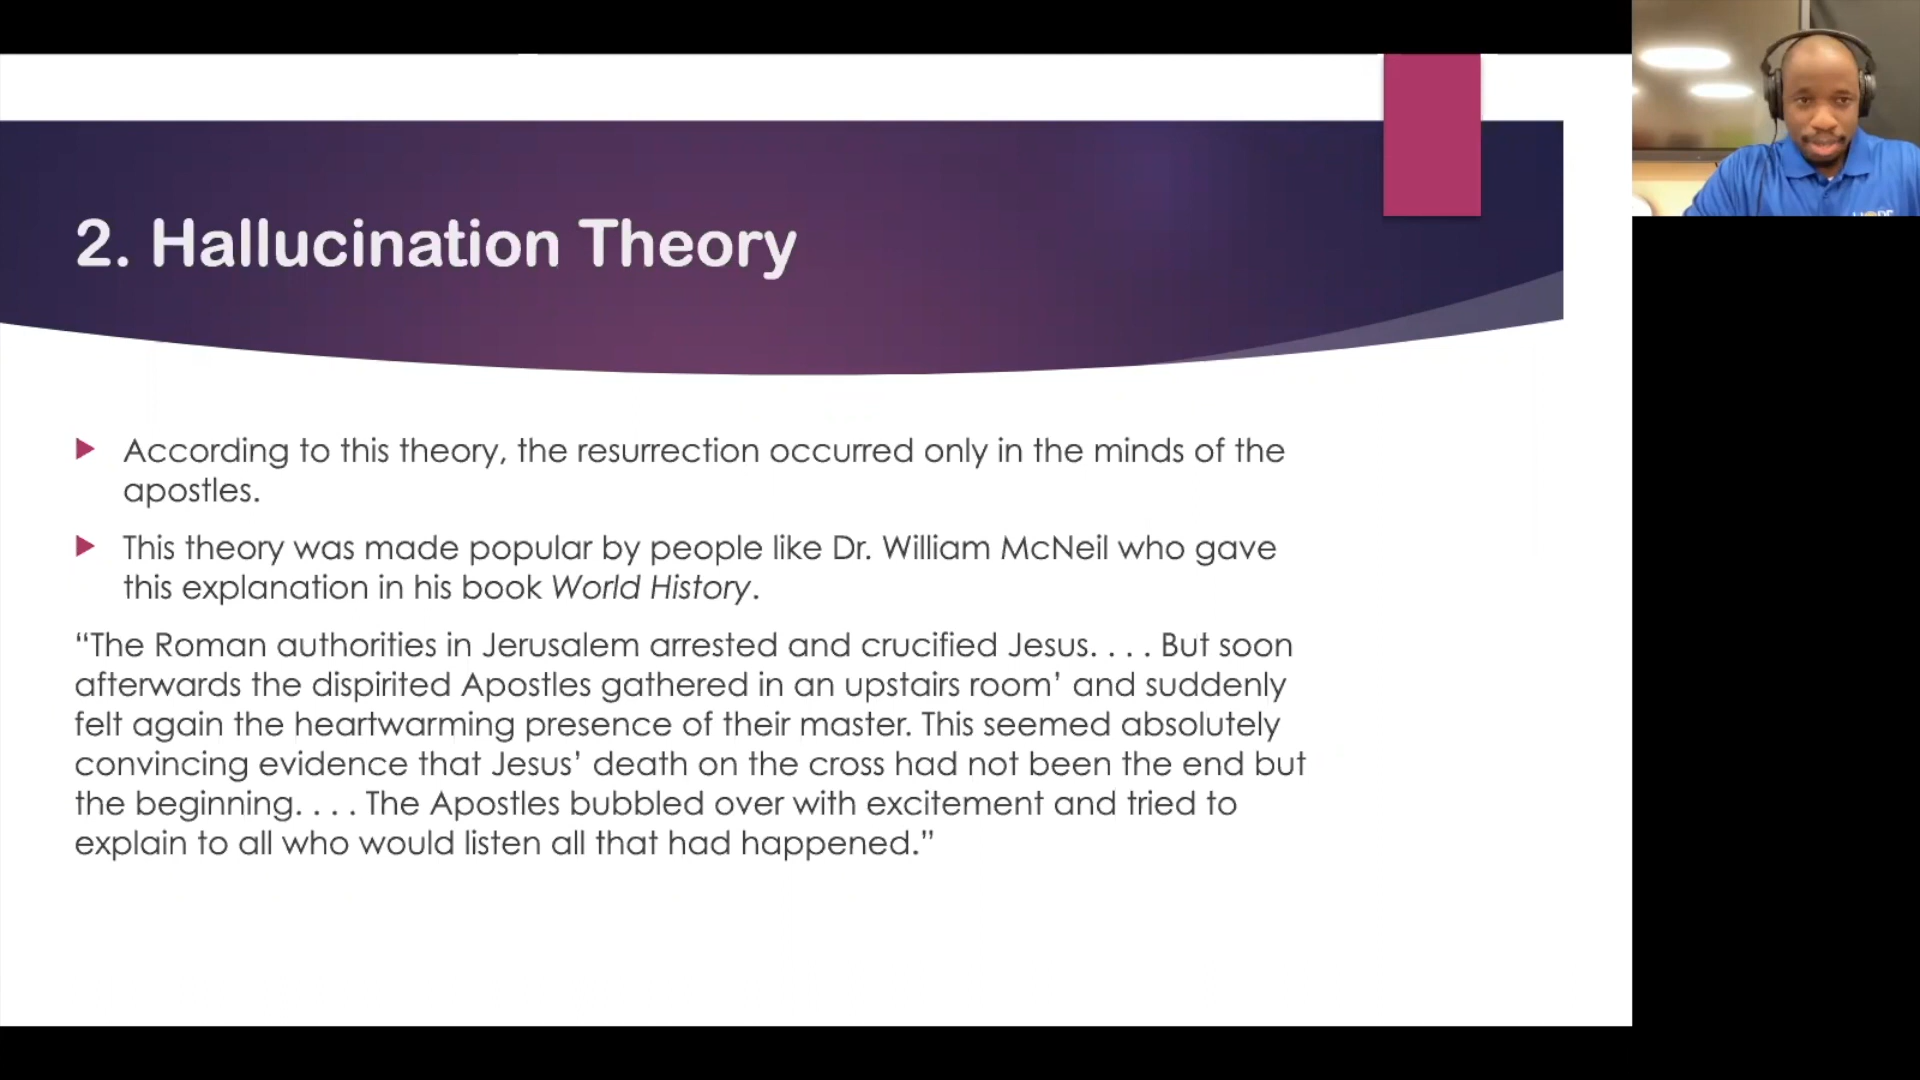 2. Hallucination Theory
According to this theory, the resurrection occurred only in the minds of the
apostles.
This theory was made popular by people like Dr. William McNeil who gave
this explanation in his book World History.
“The Roman authorities in Jerusalem arrested and crucified Jesus. . . . But soon
afterwards the dispirited Apostles gathered in an upstairs room’ and suddenly
felt again the heartwarming presence of their master. This seemed absolutely
convincing evidence that Jesus’ death on the cross had not been the end but
the beginning. . . . The Apostles bubbled over with excitement and tried to
explain to all who would listen all that had happened.”